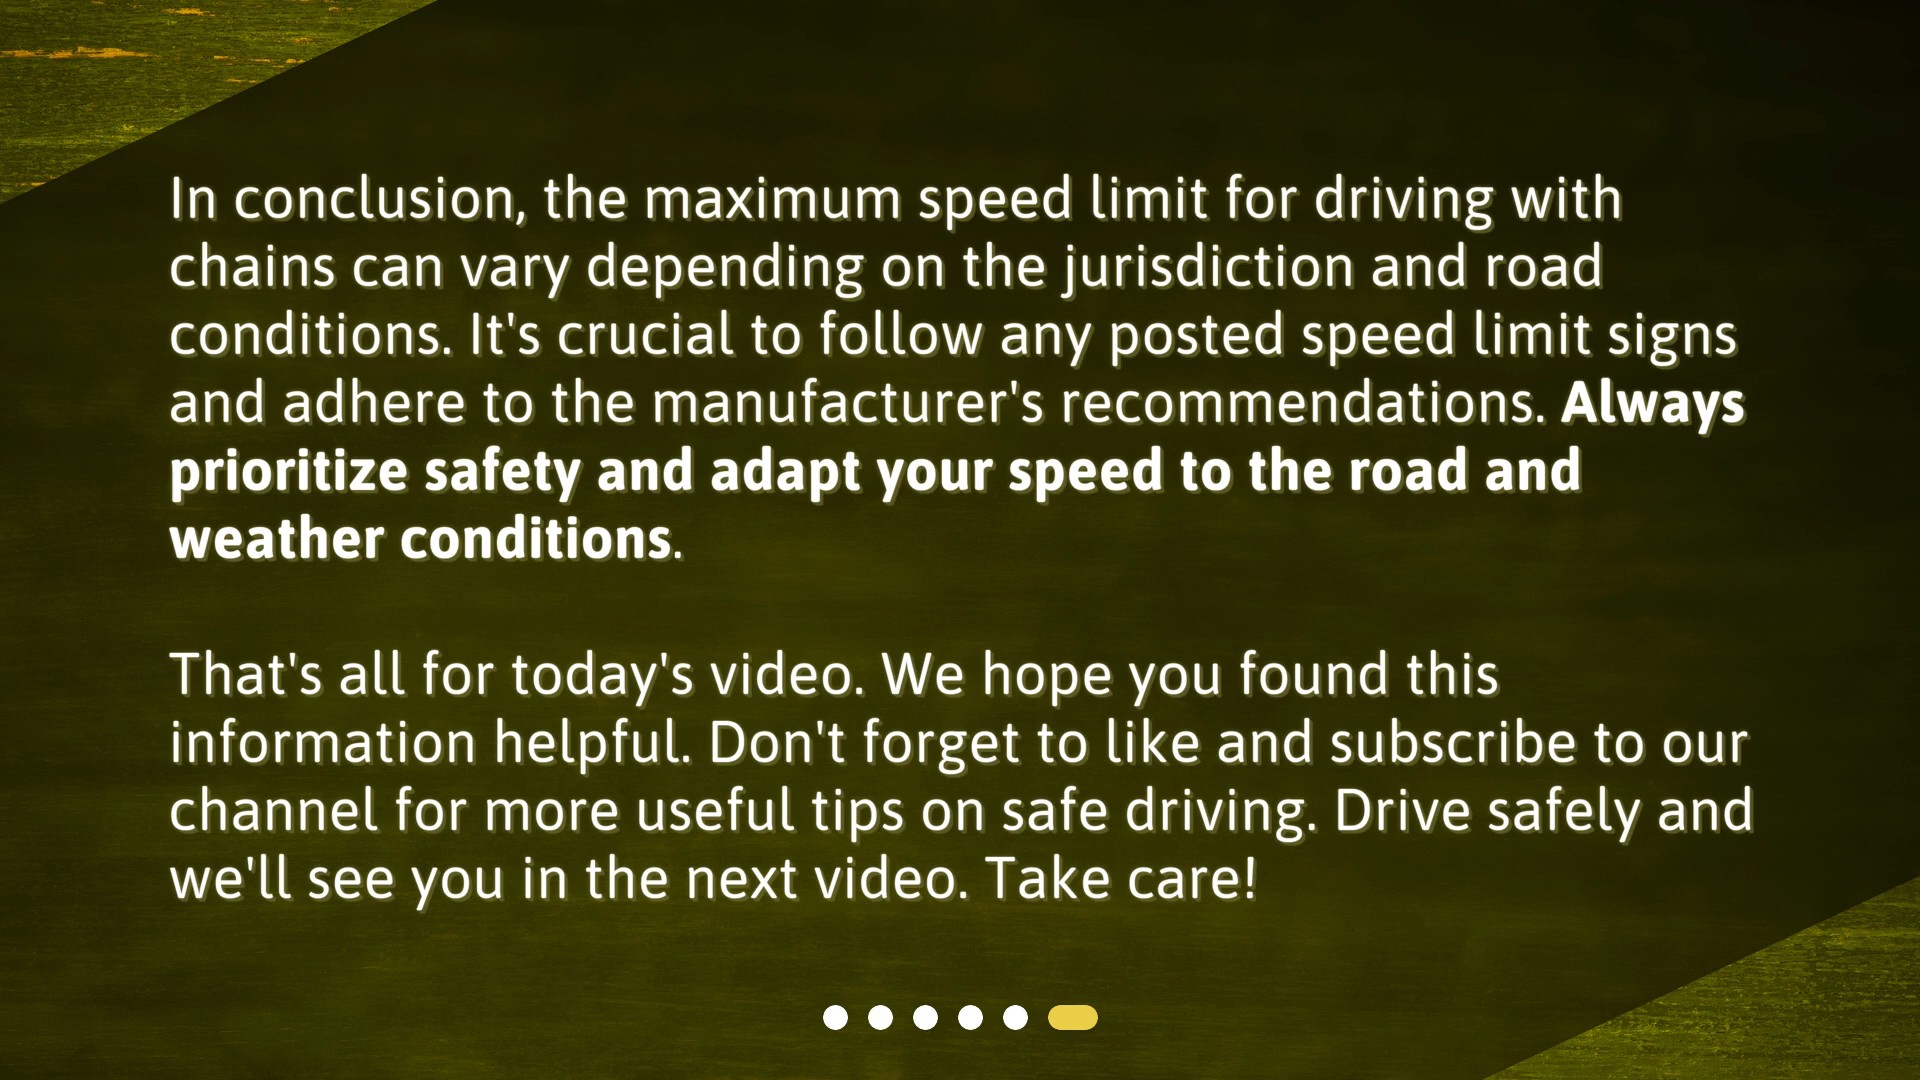 In conclusion, the maximum speed limit for driving with
chains can vary depending on the jurisdiction and road
conditions. It's crucial to follow any posted speed limit signs
and adhere to the manufacturer's recommendations. Always
prioritize safety and adapt your speed to the road and
weather conditions.
That's all for today's video. We hope you found this
information helpful. Don't forget to like and subscribe to our
channel for more useful tips on safe driving. Drive safely and
we'll see you in the next video. Take care!